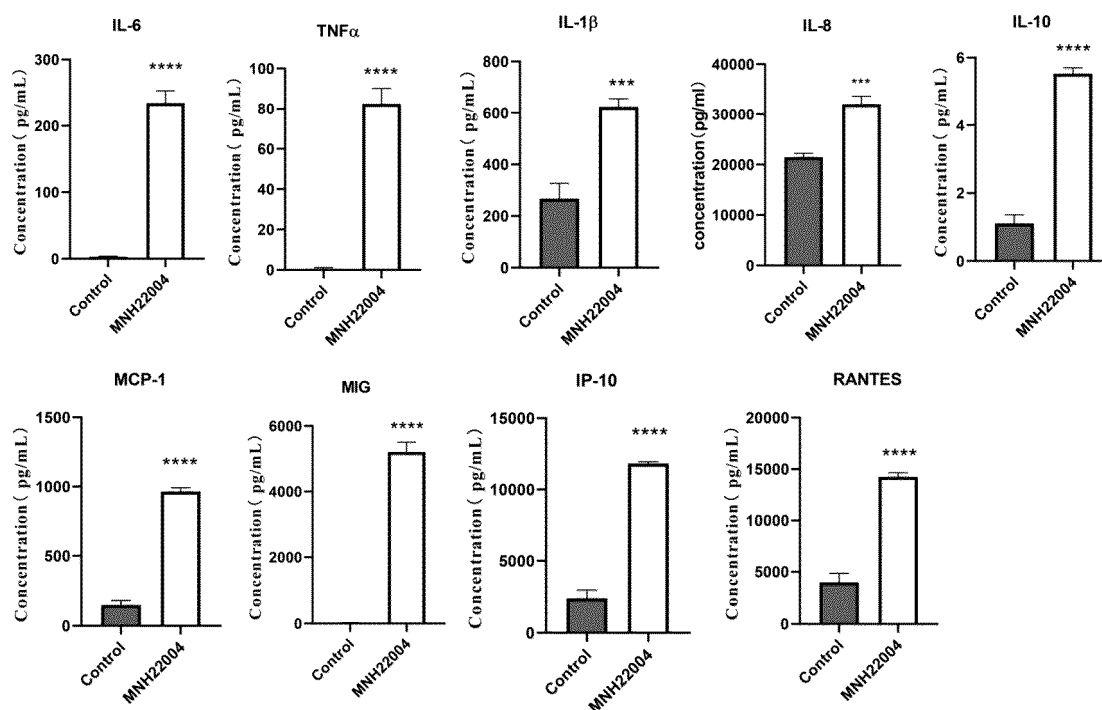 IL-6
Concentration ( pg/mL)
300
200
100
0
****
Control
MNH22004
TNFα
Concentration ( pg/mL)
100
80
60
40
20
0
****
Control
MNH22004
IL-1β
Concentration ( pg/mL)
800
600
400
200
0
***
Control
MNH22004
IL-8
concentration(pg/ml)
40000
30000
20000
10000
0
***
Control
MNH22004
IL-10
Concentration ( pg/mL)
6
4
2
0
****
Control
MNH22004
MCP-1
Concentration ( pg/mL)
1500
1000
500
0
****
Control
MNH22004
MIG
Concentration ( pg/mL)
6000
4000
2000
0
****
Control
MNH22004
IP-10
Concentration ( pg/mL)
15000
10000
5000
0
****
Control
MNH22004
RANTES
Concentration ( pg/mL)
20000
15000
10000
5000
0
****
Control
MNH22004